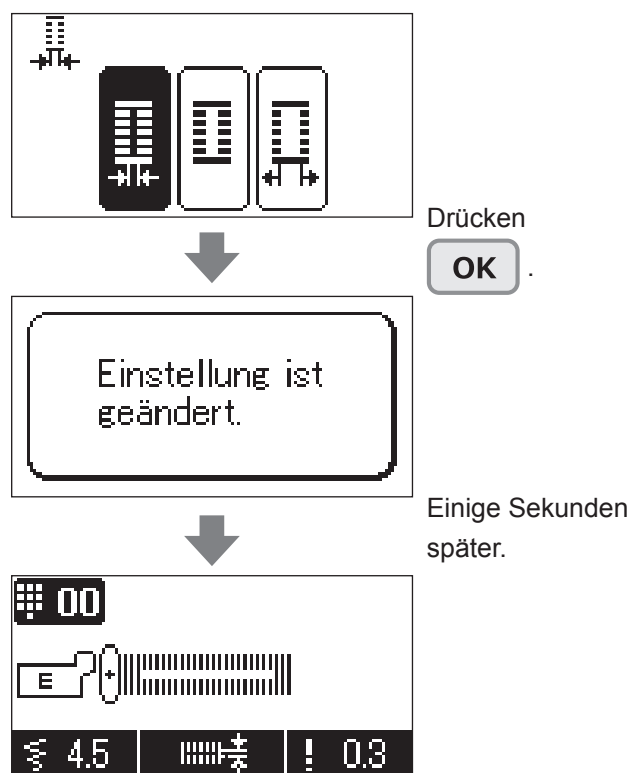 Drücken
OK .
Einstellung ist
geändert.
Einige Sekunden
später.
00
E
4.5 0.3